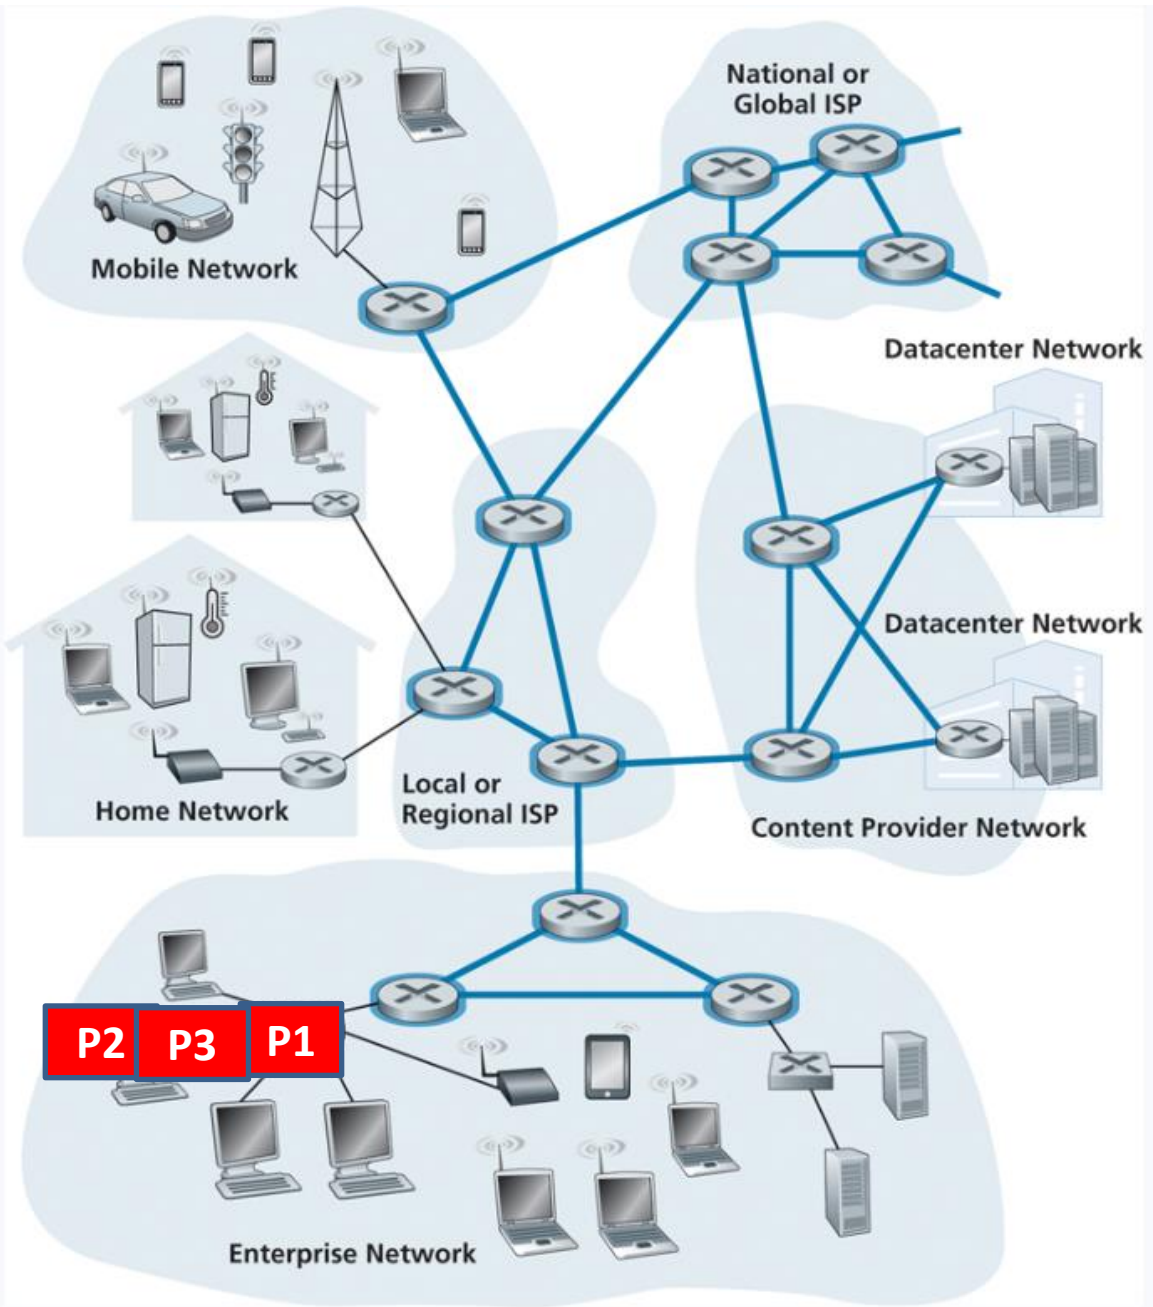 National or
Global ISP
Mobile Network
Datacenter Network
Datacenter Network
Home Network
Local or
Regional ISP
Content Provider Network
P2
P3
P1
Enterprise Network